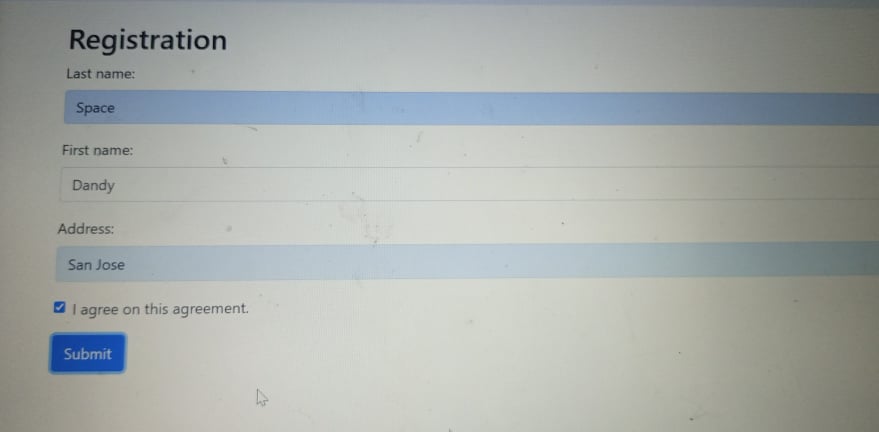 Registration
Last name:
Space
First name:
Dandy
Address:
San Jose
I agree on this agreement.
Submit